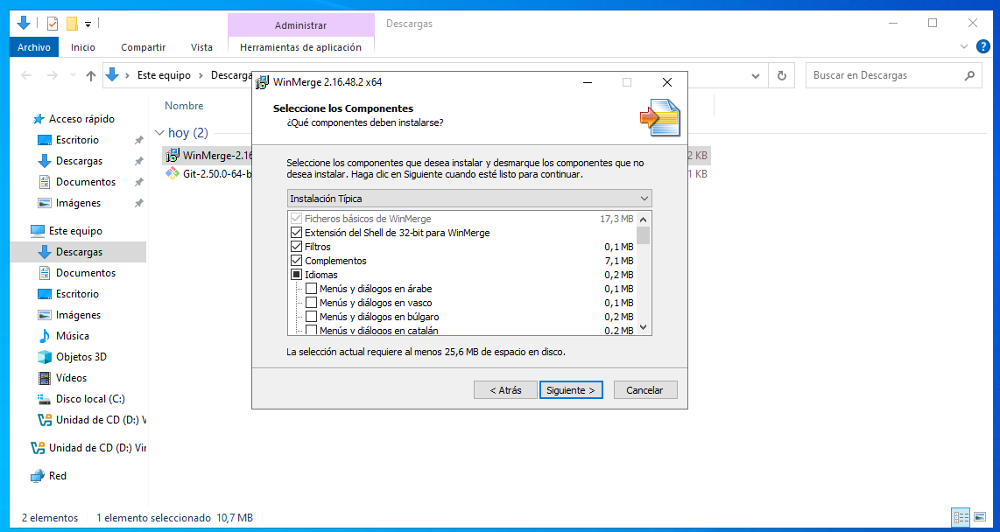 Administrar
Descargas
Archivo
Inicio
Compartir
Vista
Herramientas de aplicación
Este equipo
Descarga
Buscar en Descargas
Nombre
Acceso rápido
Escritorio
Descargas
Documentos
Imágenes
Este equipo
Descargas
Documentos
Escritorio
Imágenes
Música
Objetos 3D
Vídeos
Disco local (C:)
Unidad de CD (D:) V
Unidad de CD (D:) Vir
Red
hoy (2)
WinMerge-2.16
2 KB
Git-2.50.0-64-b
1 KB
WinMerge 2.16.48.2 x64
Seleccione los Componentes
¿Qué componentes deben instalarse?
Seleccione los componentes que desea instalar y desmarque los componentes que no
desea instalar. Haga clic en Siguiente cuando esté listo para continuar.
Instalación Típica
Ficheros básicos de WinMerge 17,3 MB
Extensión del Shell de 32-bit para WinMerge
Filtros 0,1 MB
Complementos 7,1 MB
Idiomas 0,2 MB
Menús y diálogos en árabe 0,1 MB
Menús y diálogos en vasco 0,1 MB
Menús y diálogos en búlgaro 0,2 MB
Menús y diálogos en catalán 0,2 MB
La selección actual requiere al menos 25,6 MB de espacio en disco.
< Atrás
Siguiente >
Cancelar
2 elementos
1 elemento seleccionado 10,7 MB